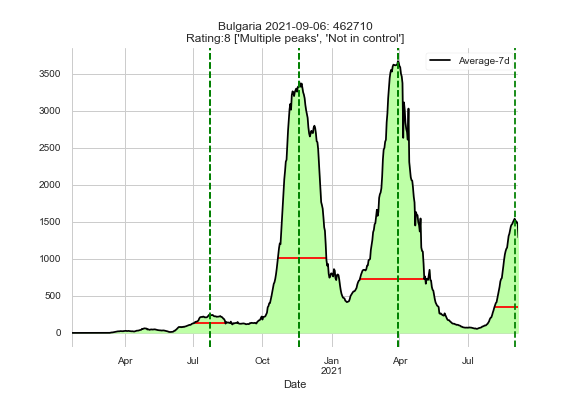 Bulgaria 2021-09-06: 462710
Rating:8 ['Multiple peaks', 'Not in control']
Average-7d
3500
3000
2500
2000
1500
1000
500
0
Apr Jul Oct Jan Apr Jul
2021
Date